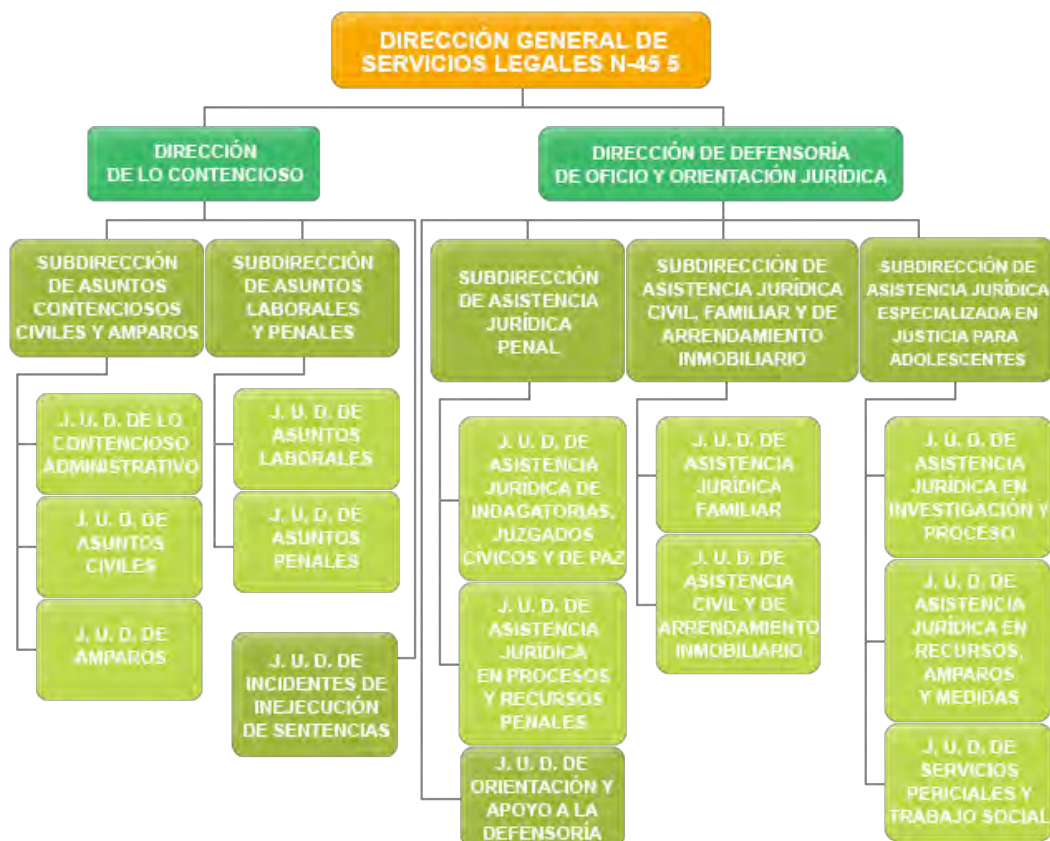 DIRECCIÓN GENERAL DE
SERVICIOS LEGALES N-45 5
DIRECCIÓN
DE LO CONTENCIOSO
DIRECCIÓN DE DEFENSORÍA
DE OFICIO Y ORIENTACIÓN JURÍDICA
SUBDIRECCIÓN
DE ASUNTOS
CONTENCIOSOS
CIVILES Y AMPAROS
SUBDIRECCIÓN
DE ASUNTOS
LABORALES
Y PENALES
SUBDIRECCIÓN
DE ASISTENCIA
JURÍDICA
PENAL
SUBDIRECCIÓN DE
ASISTENCIA JURÍDICA
CIVIL, FAMILIAR Y DE
ARRENDAMIENTO
INMOBILIARIO
SUBDIRECCIÓN DE
ASISTENCIA JURÍDICA
ESPECIALIZADA EN
JUSTICIA PARA
ADOLESCENTES
J. U. D. DE LO
CONTENCIOSO
ADMINISTRATIVO
J. U. D. DE
ASUNTOS
CIVILES
J. U. D. DE
AMPAROS
J. U. D. DE
ASUNTOS
LABORALES
J. U, D. DE
ASUNTOS
PENALES
J. U. D. DE
INCIDENTES DE
INEJECUCIÓN
DE SENTENCIAS
J. U. D. DE
ASISTENCIA
JURÍDICA DE
INDAGATORIAS,
JUZGADOS
CÍVICOS Y DE PAZ
J. U. D. DE
ASISTENCIA
JURÍDICA
EN PROCESOS
Y RECURSOS
PENALES
J. U. D. DE
ORIENTACIÓN Y
APOYO A LA
DEFENSORÍA
J. U. D. DE
ASISTENCIA
JURÍDICA
FAMILIAR
J. U. D. DE
ASISTENCIA
CIVIL Y DE
ARRENDAMIENTO
INMOBILIARIO
J. U. D. DE
ASISTENCIA
JURÍDICA EN
INVESTIGACIÓN Y
PROCESO
J. U. D. DE
ASISTENCIA
JURÍDICA EN
RECURSOS,
AMPAROS
Y MEDIDAS
J. U, D. DE
SERVICIOS
PERICIALES Y
TRABAJO SOCIAL